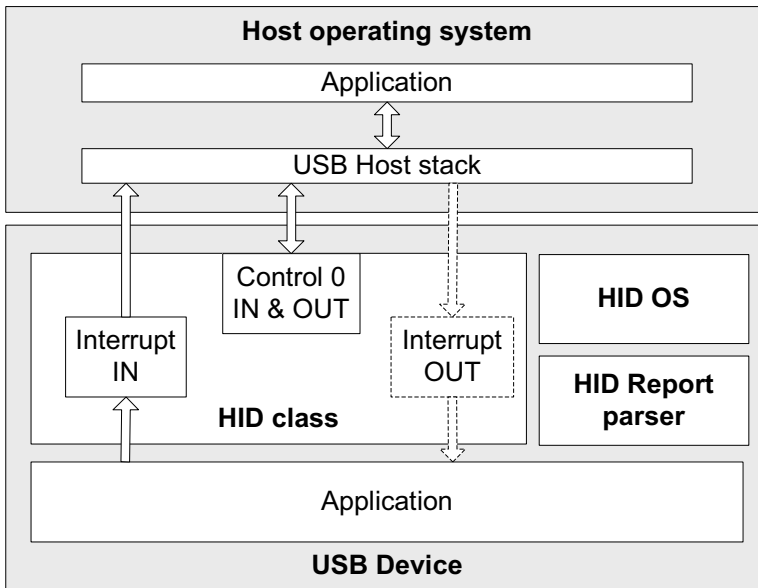 Host operating system
Application
USB Host stack
Control 0
IN & OUT
Interrupt
IN
Interrupt
OUT
HID class
HID OS
HID Report
parser
Application
USB Device